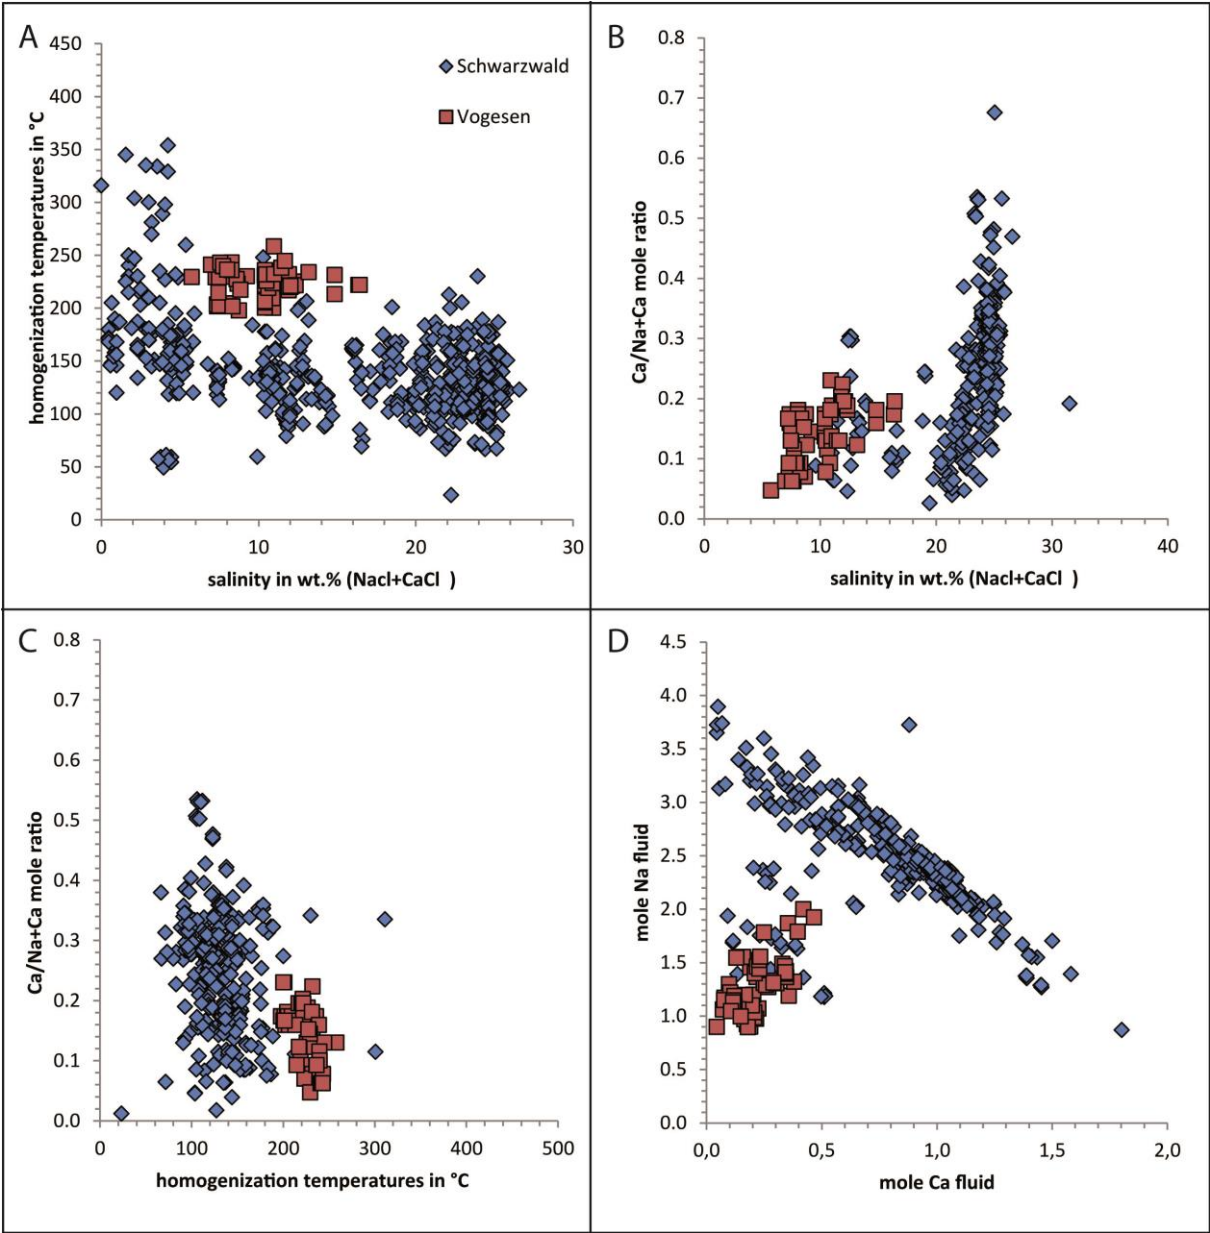 A
450
400
350
300
250
200
150
100
50
0
0 10 20 30
homogenization temperatures in °C
salinity in wt.% (Nacl+CaCl )
Schwarzwald
Vogesen
B
0.8
0.7
0.6
0.5
0.4
0.3
0.2
0.1
0.0
0 10 20 30 40
Ca/Na+Ca mole ratio
salinity in wt.% (Nacl+CaCl )
C
0.8
0.7
0.6
0.5
0.4
0.3
0.2
0.1
0.0
0 100 200 300 400 500
Ca/Na+Ca mole ratio
homogenization temperatures in °C
D
4.5
4.0
3.5
3.0
2.5
2.0
1.5
1.0
0.5
0.0
0,0 0,5 1,0 1,5 2,0
mole Na fluid
mole Ca fluid